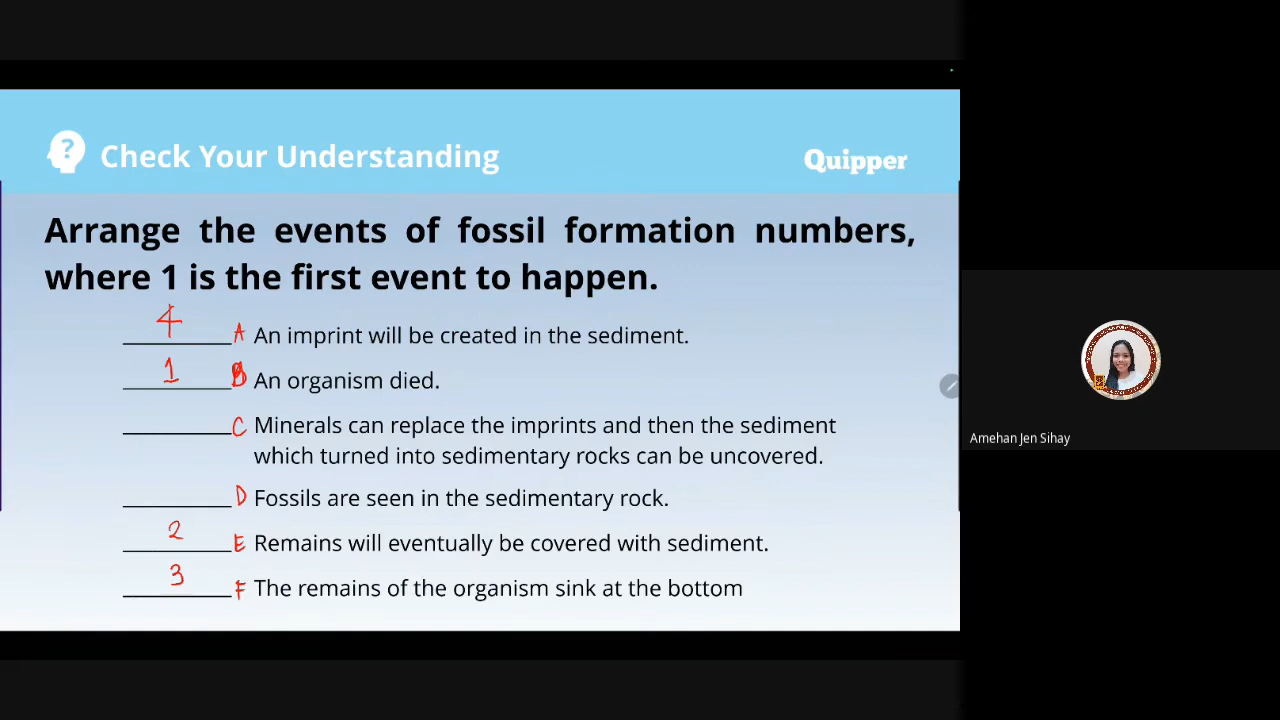 Check Your Understanding
Quipper
Arrange the events of fossil formation numbers,
where 1 is the first event to happen.
4 A An imprint will be created in the sediment.
1 B An organism died.
C Minerals can replace the imprints and then the sediment
which turned into sedimentary rocks can be uncovered.
D Fossils are seen in the sedimentary rock.
2 E Remains will eventually be covered with sediment.
3 F The remains of the organism sink at the bottom
Amehan Jen Sihay